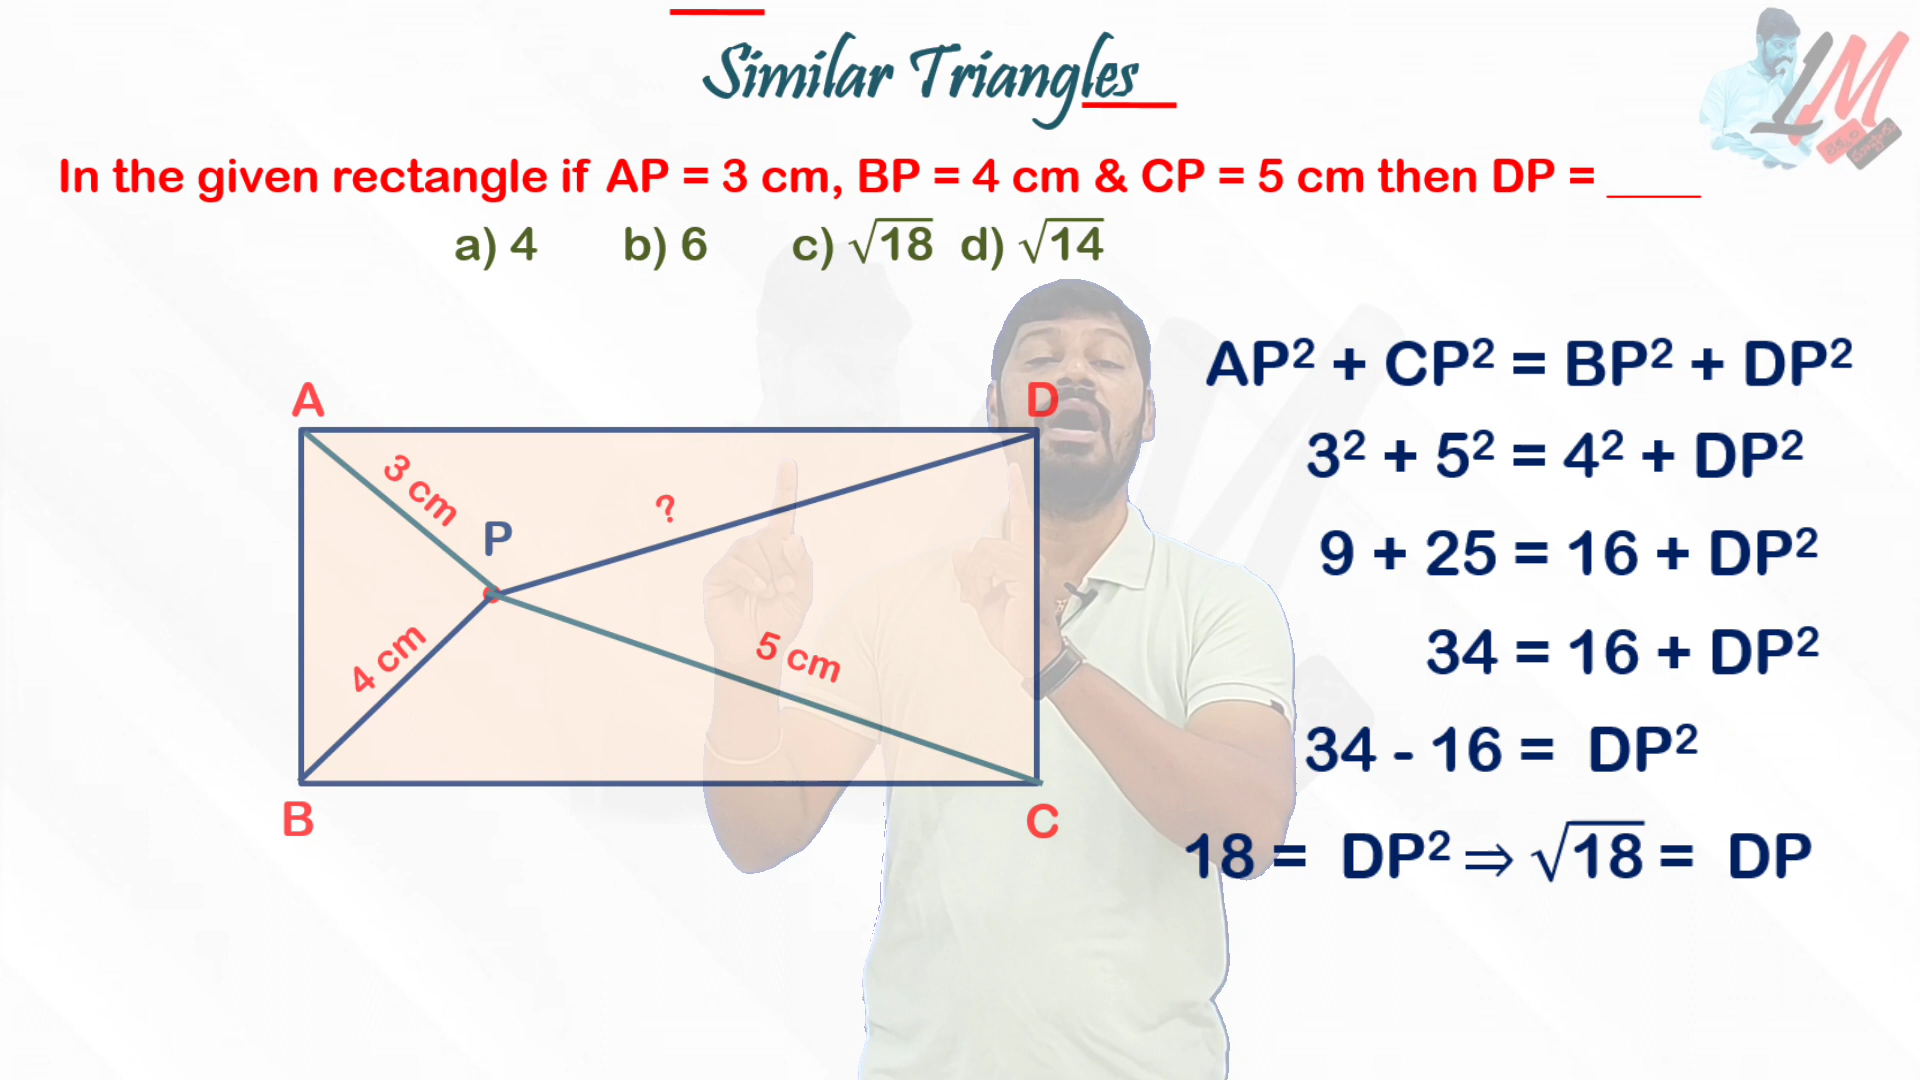 Similar Triangles
LM
In the given rectangle if AP = 3 cm, BP = 4 cm & CP = 5 cm then DP = ____
a) 4 b) 6 c) √18 d) √14
AP² + CP² = BP² + DP²
A
D
3² + 5² = 4² + DP²
3 cm
?
P
9 + 25 = 16 + DP²
4 cm
5 cm
34 = 16 + DP²
34 - 16 = DP²
B
C
18 = DP² ⇒ √18 = DP